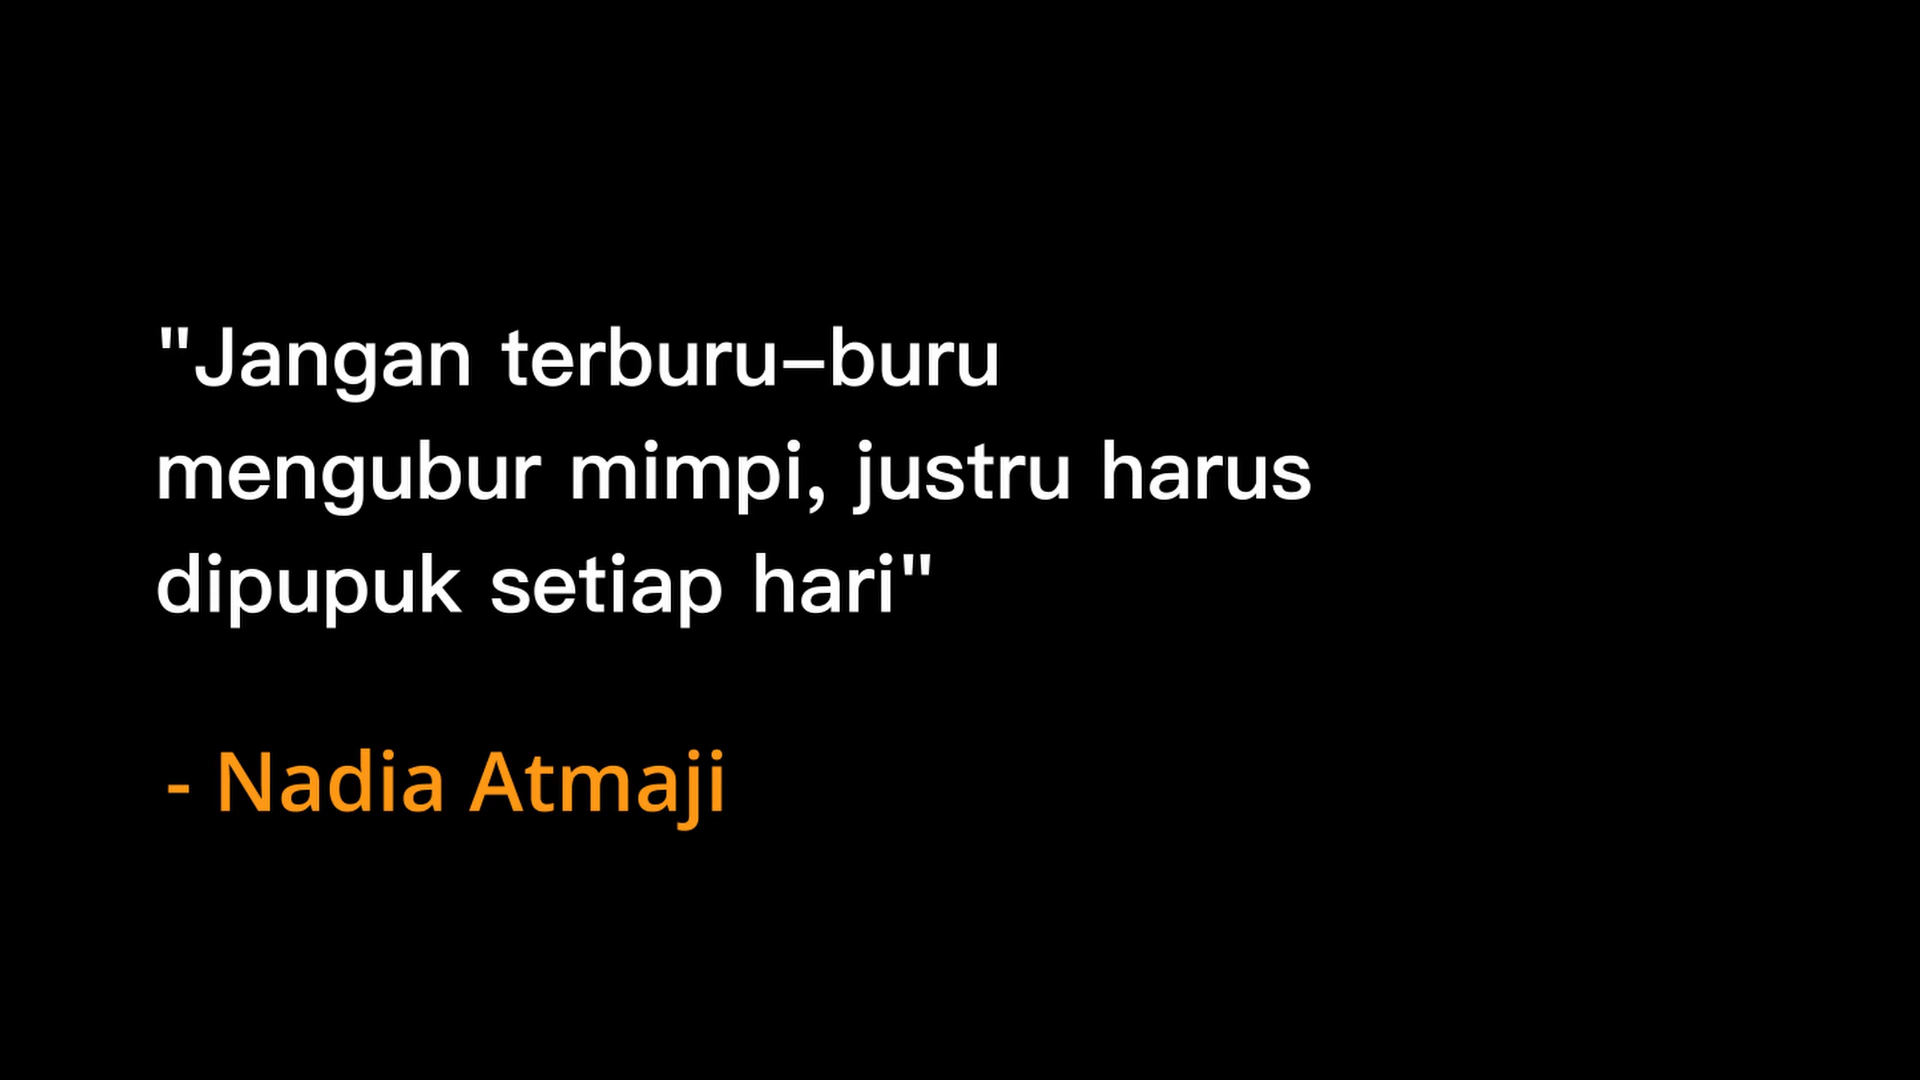 "Jangan terburu–buru
mengubur mimpi, justru harus
dipupuk setiap hari"
- Nadia Atmaji